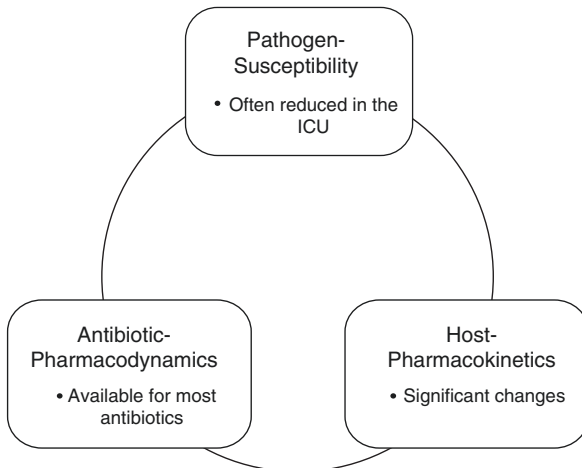 Pathogen-
Susceptibility
• Often reduced in the
ICU
Antibiotic-
Pharmacodynamics
• Available for most
antibiotics
Host-
Pharmacokinetics
• Significant changes